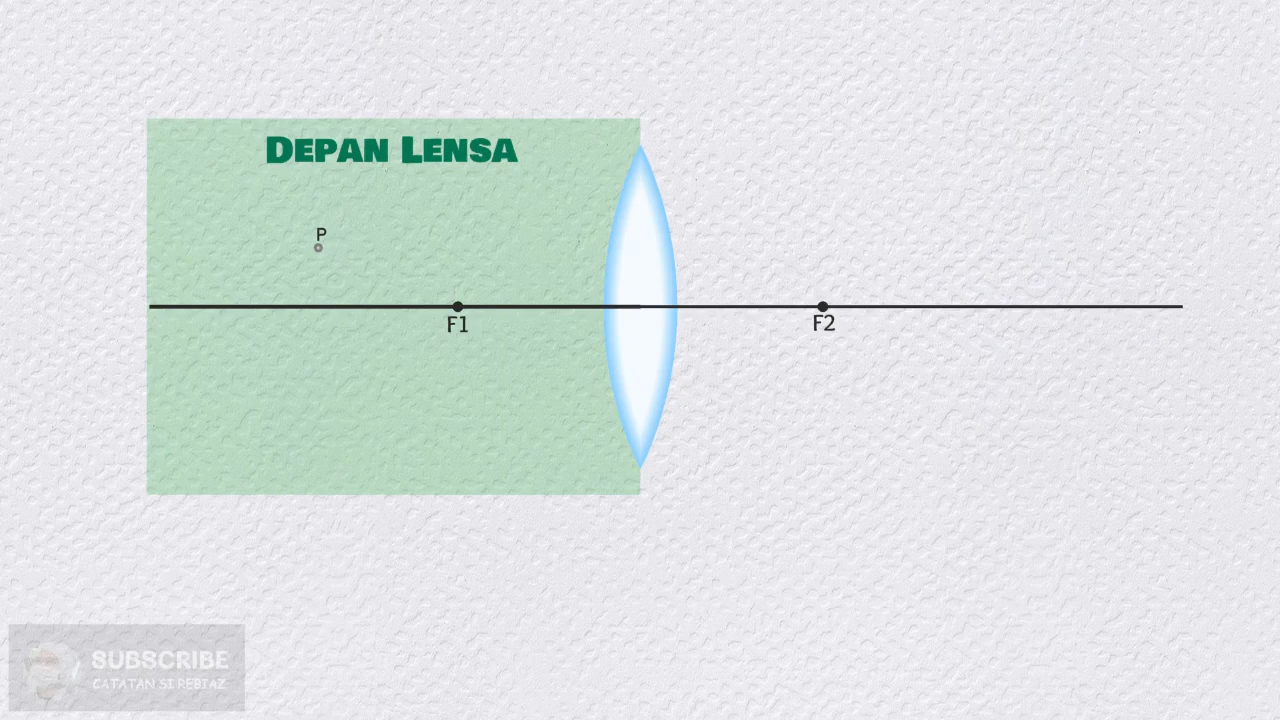 DEPAN LENSA
P
F1
F2
SUBSCRIBE
CATATAN SI REBIAZ